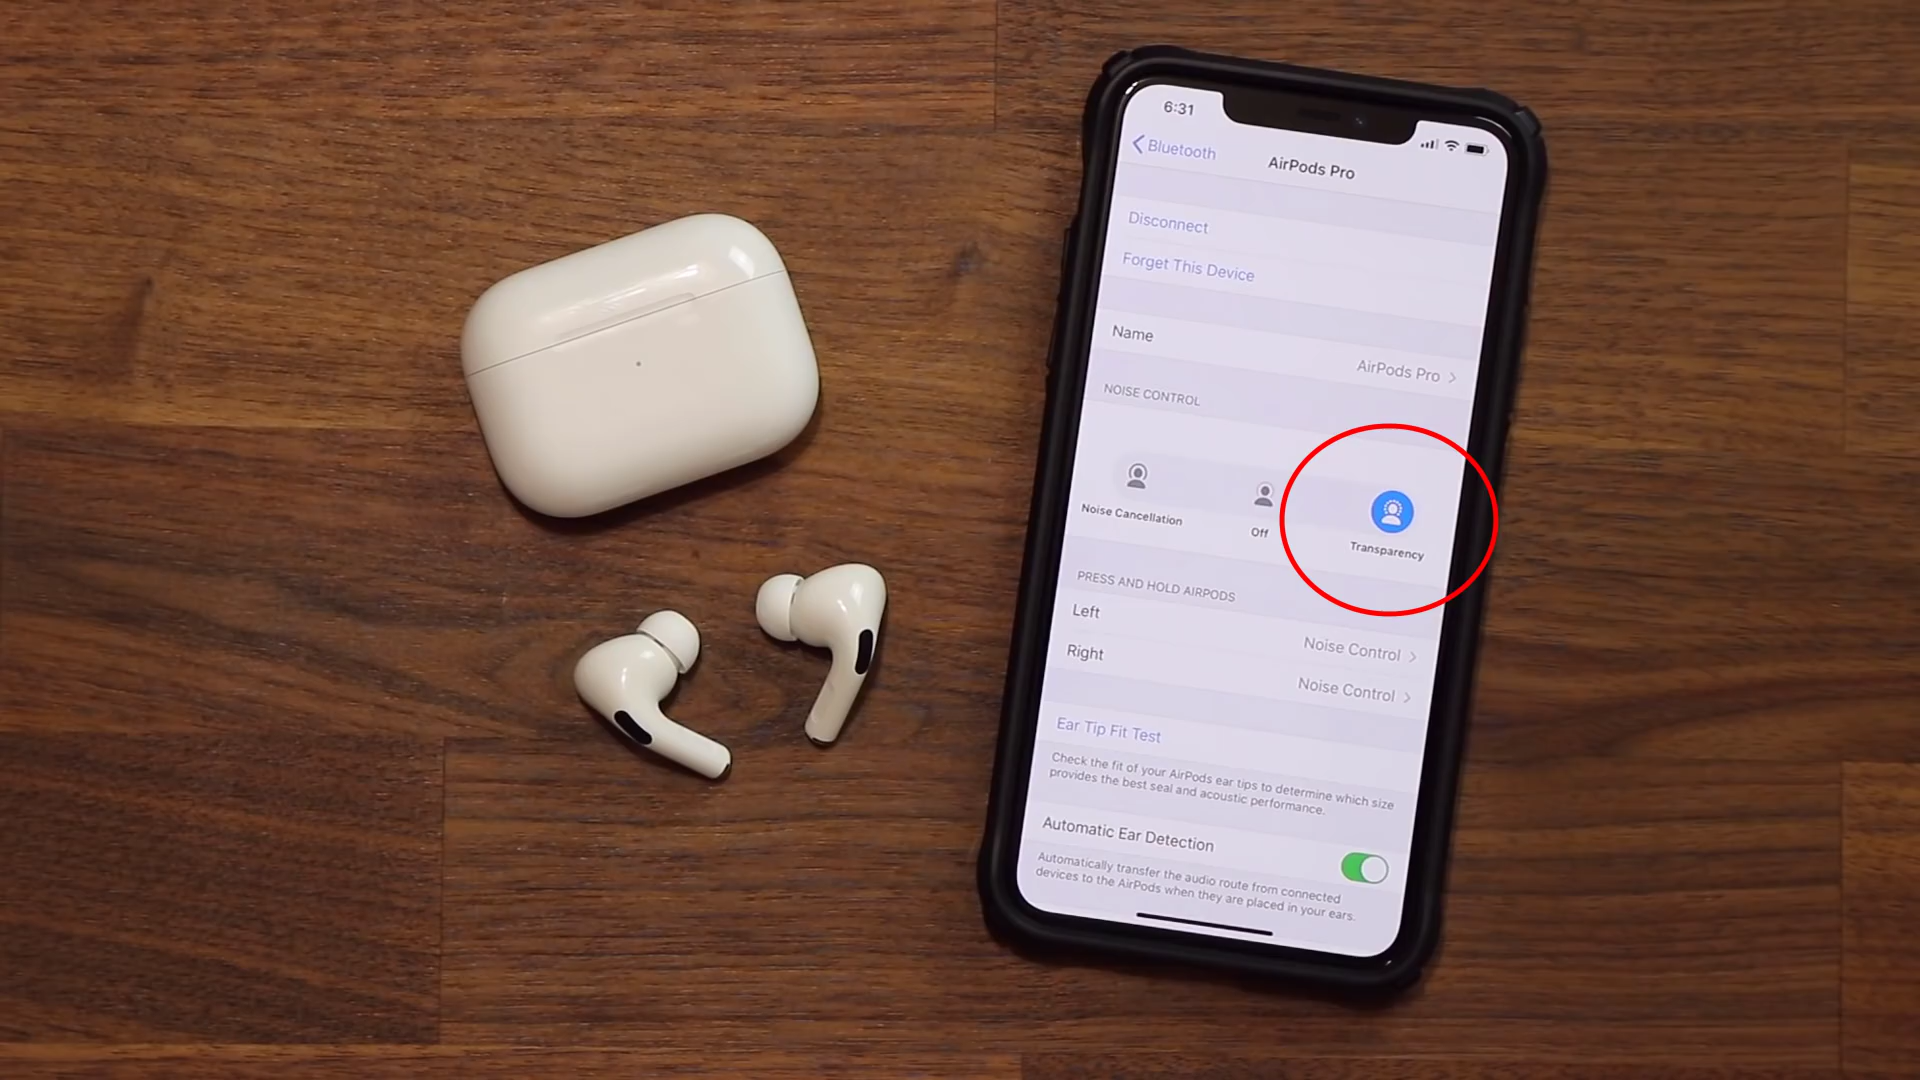 6:31
Bluetooth
AirPods Pro
Disconnect
Forget This Device
Name
AirPods Pro
NOISE CONTROL
Noise Cancellation
Off
Transparency
PRESS AND HOLD AIRPODS
Left
Noise Control
Right
Noise Control
Ear Tip Fit Test
Check the fit of your AirPods ear tips to determine which size
provides the best seal and acoustic performance.
Automatic Ear Detection
Automatically transfer the audio route from connected
devices to the AirPods when they are placed in your ears.